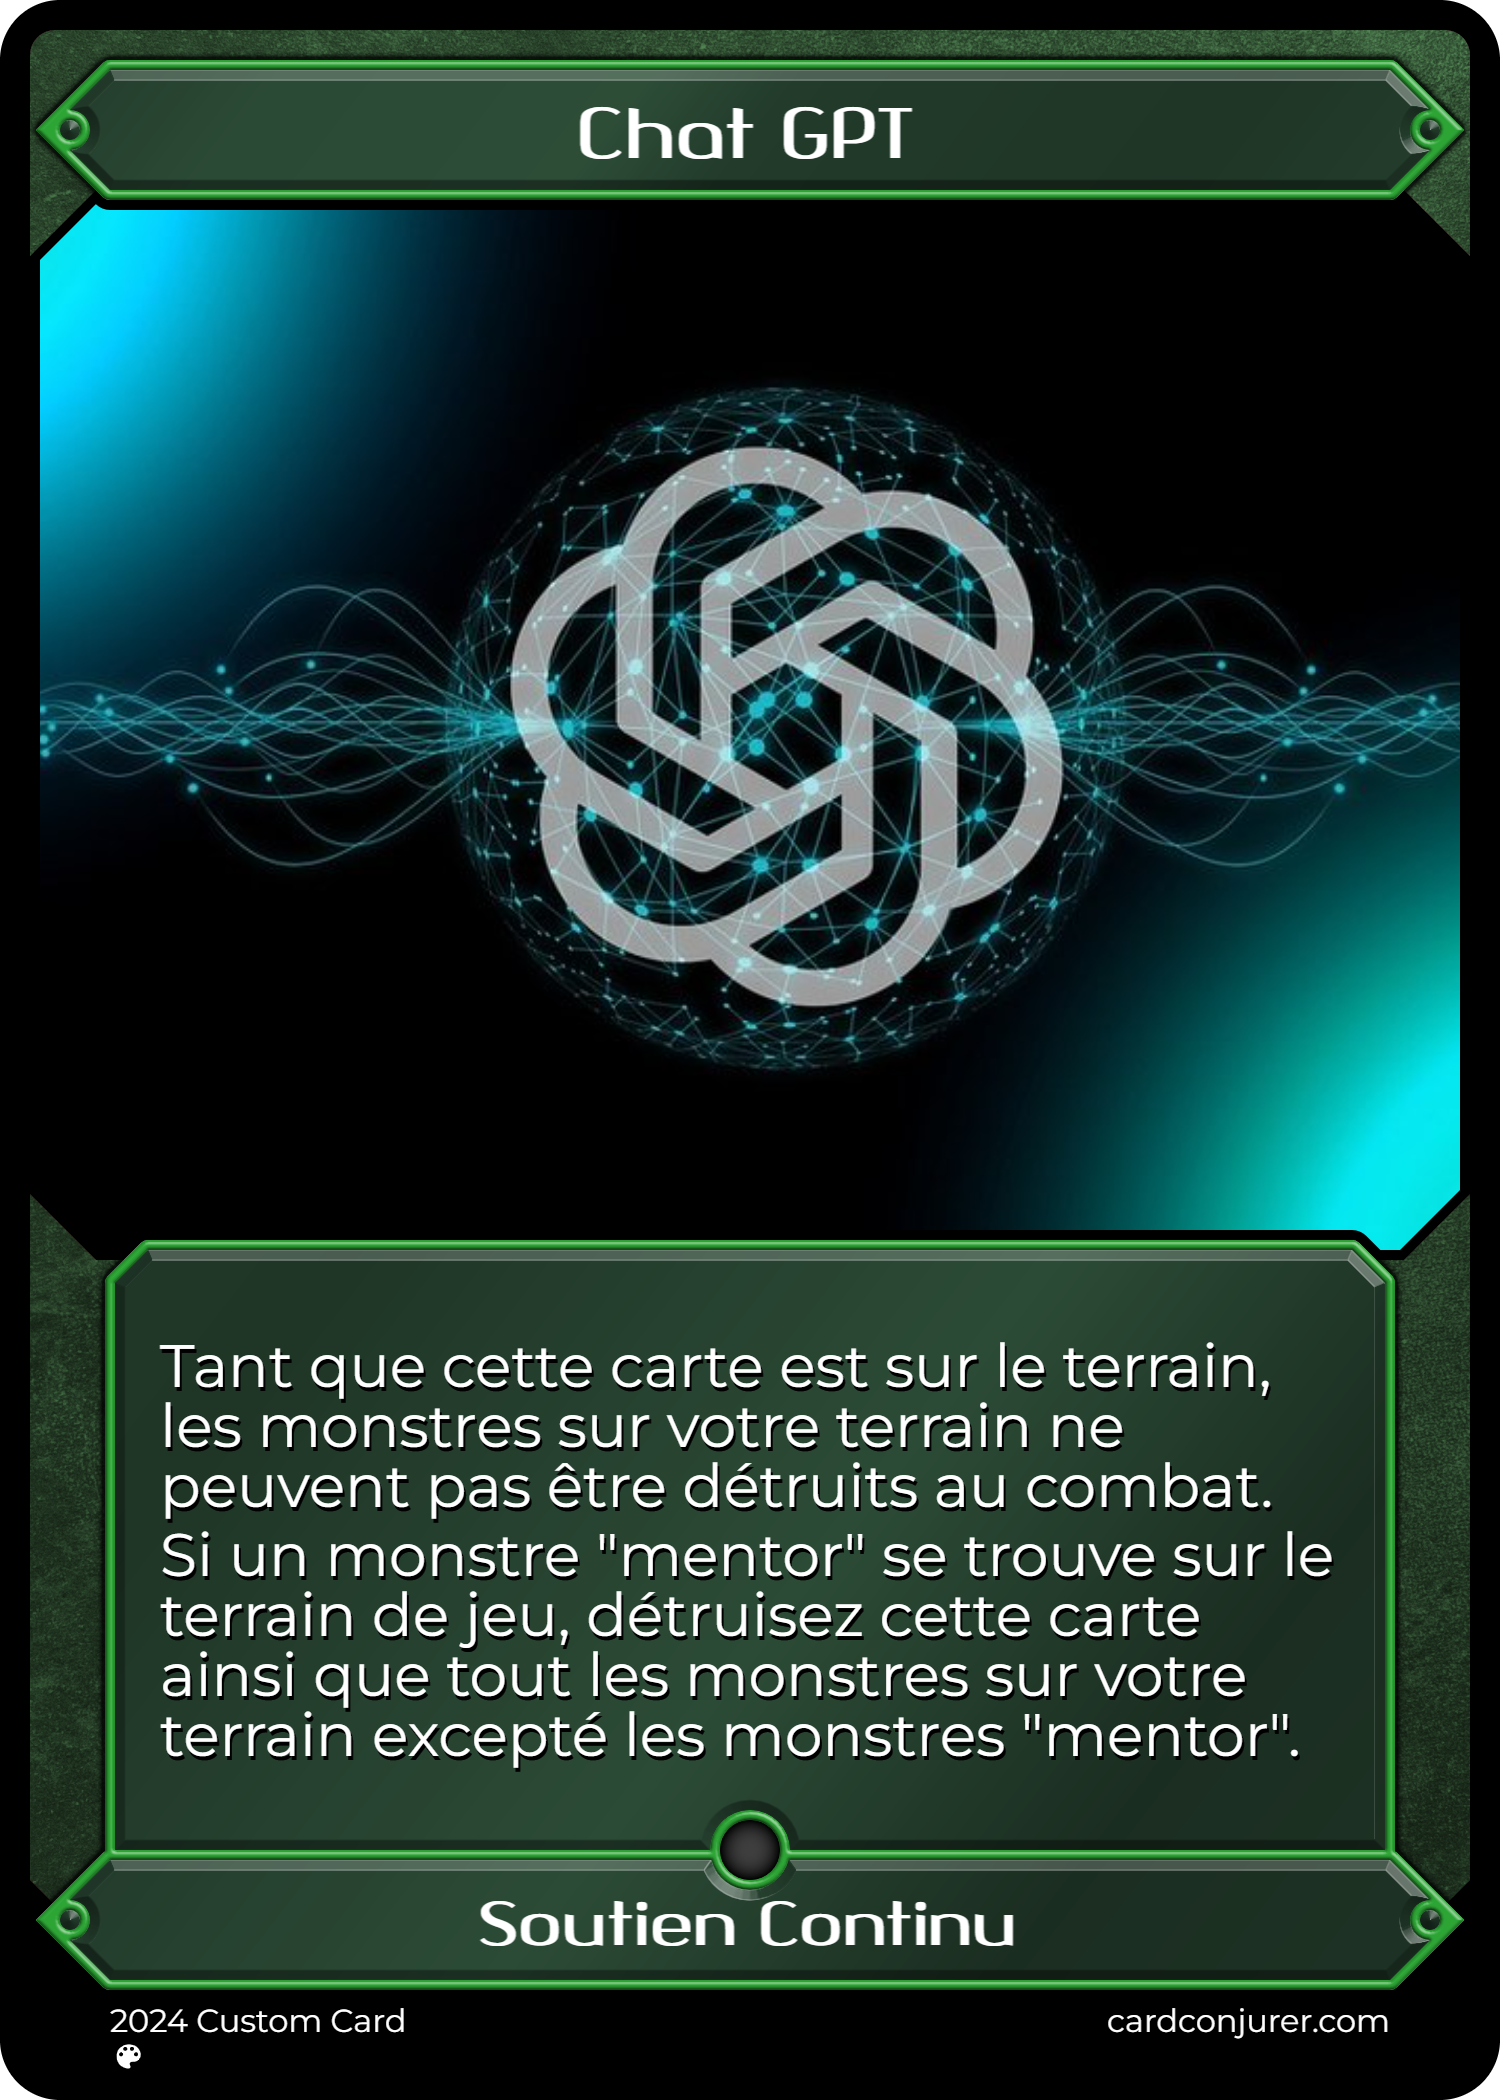 Chat GPT
Tant que cette carte est sur le terrain,
les monstres sur votre terrain ne
peuvent pas être détruits au combat.
Si un monstre "mentor" se trouve sur le
terrain de jeu, détruisez cette carte
ainsi que tout les monstres sur votre
terrain excepté les monstres "mentor".
Soutien Continu
2024 Custom Card
cardconjurer.com